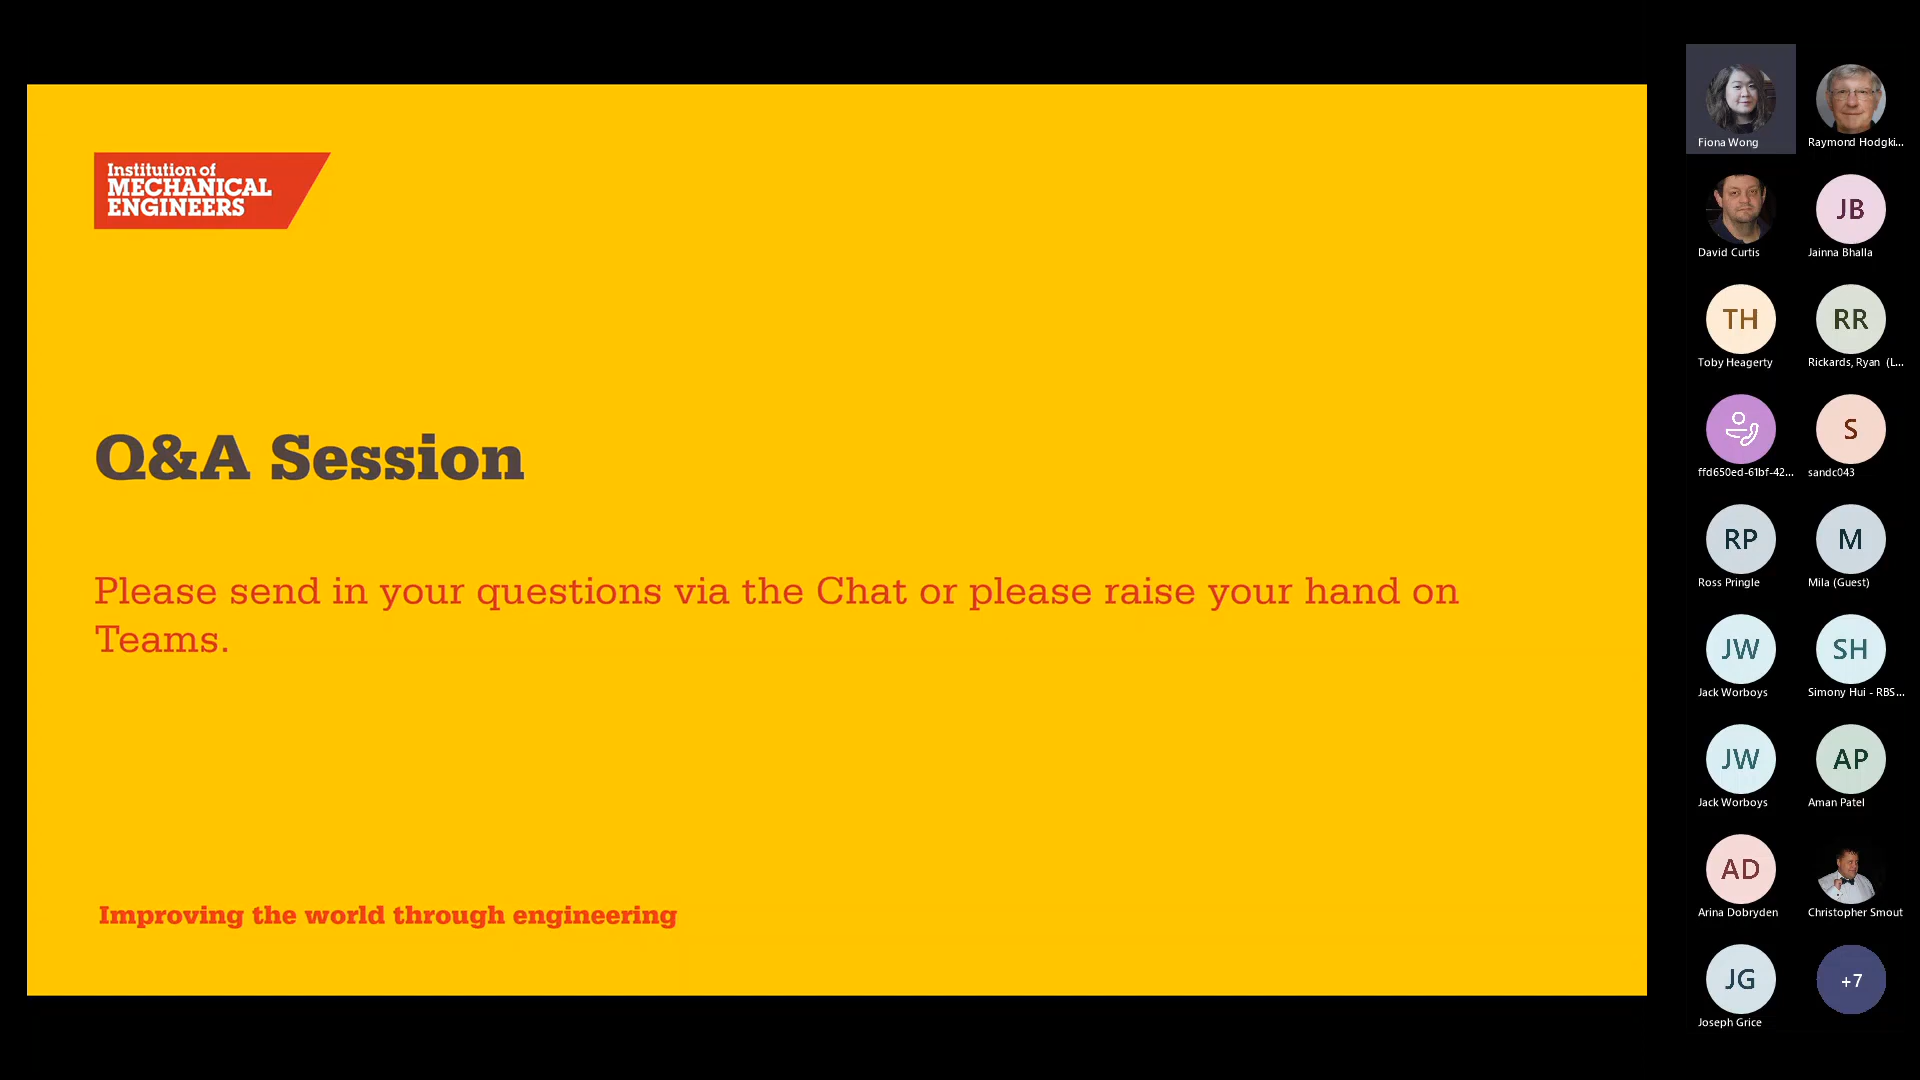 Institution of
MECHANICAL
ENGINEERS
Q&A Session
Please send in your questions via the Chat or please raise your hand on
Teams.
Improving the world through engineering
Fiona Wong
Raymond Hodgki...
David Curtis
JB
Jainna Bhalla
TH
Toby Heagerty
RR
Rickards, Ryan (L...
ffd650ed-61bf-42...
S
sandc043
RP
Ross Pringle
M
Mila (Guest)
JW
Jack Worboys
SH
Simony Hui - RBS...
JW
Jack Worboys
AP
Aman Patel
AD
Arina Dobryden
Christopher Smout
JG
Joseph Grice
+7